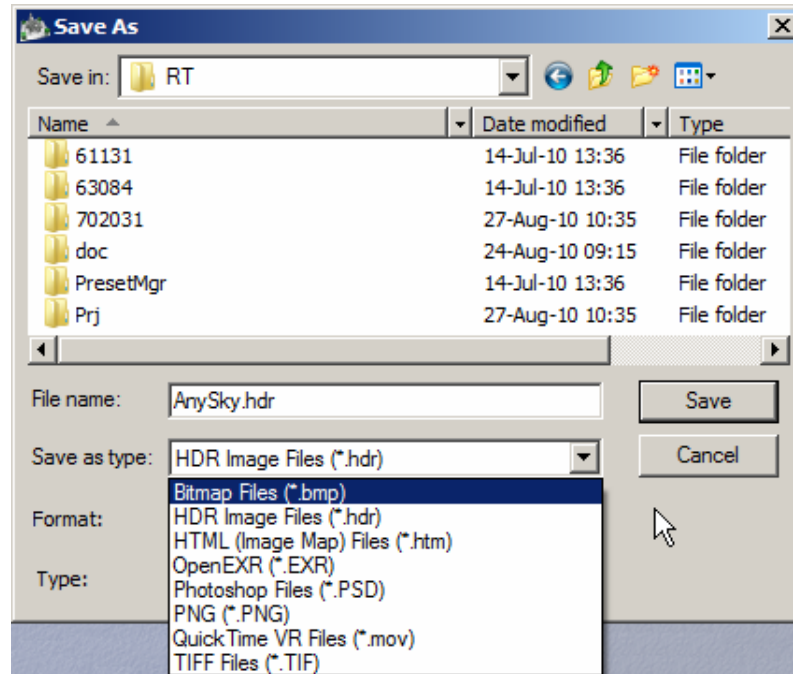 Save As
Save in: RT
Name Date modified Type
61131 14-Jul-10 13:36 File folder
63084 14-Jul-10 13:36 File folder
702031 27-Aug-10 10:35 File folder
doc 24-Aug-10 09:15 File folder
PresetMgr 14-Jul-10 13:36 File folder
Prj 27-Aug-10 10:35 File folder
File name: AnySky.hdr Save
Save as type: HDR Image Files (*.hdr) Cancel
Bitmap Files (*.bmp)
Format: HDR Image Files (*.hdr)
HTML (Image Map) Files (*.htm)
OpenEXR (*.EXR)
Type: Photoshop Files (*.PSD)
PNG (*.PNG)
QuickTime VR Files (*.mov)
TIFF Files (*.TIF)